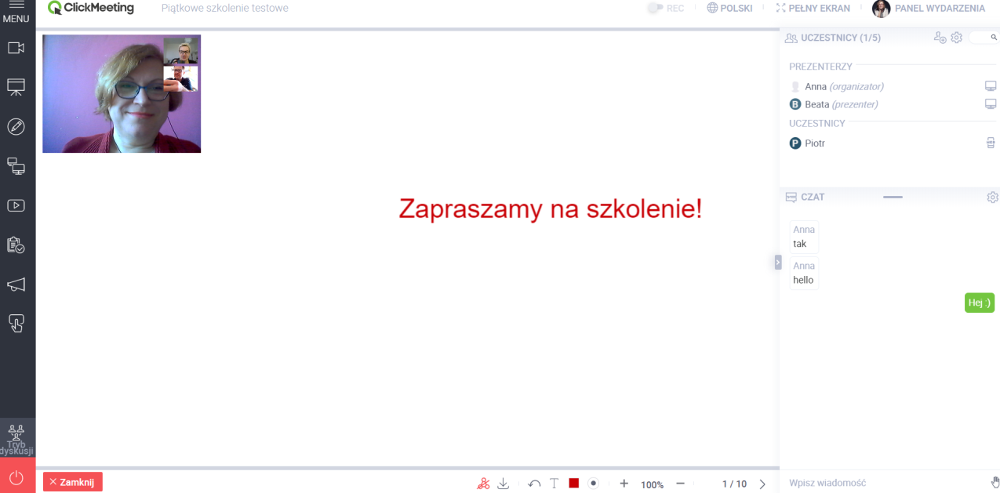 MENU
ClickMeeting
Piątkowe szkolenie testowe
REC
POLSKI
PEŁNY EKRAN
PANEL WYDARZENIA
UCZESTNICY (1/5)
PREZENTERZY
Anna (organizator)
B Beata (prezenter)
UCZESTNICY
P Piotr
Zapraszamy na szkolenie!
CZAT
Anna
tak
Anna
hello
Hej :)
Tryb
dyskusji
× Zamknij
T
100%
1 / 10
Wpisz wiadomość